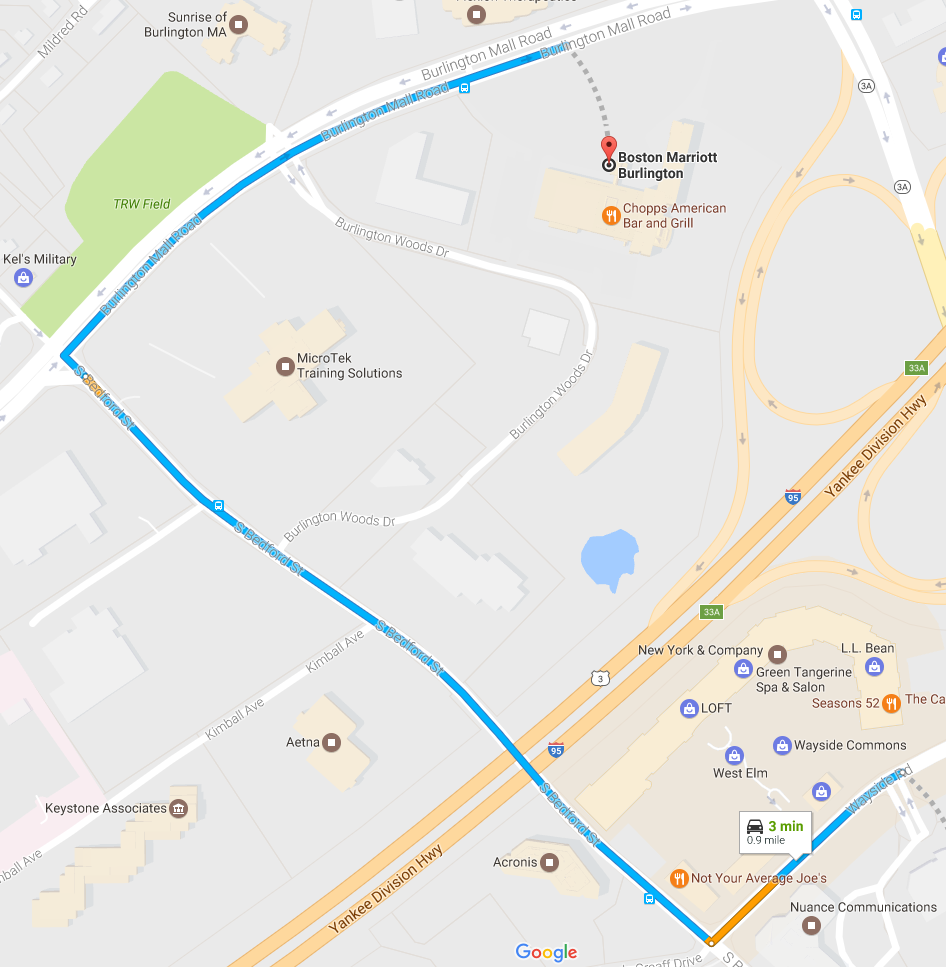 Mildred Rd
Sunrise of
Burlington MA
Burlington Mall Road
Burlington Mall Road
Burlington Mall Road
Burlington Mall Road
3A
3A
Boston Marriott
Burlington
Chopps American
Bar and Grill
TRW Field
Kel's Military
Burlington Woods Dr
MicroTek
Training Solutions
S Bedford St
Burlington Woods Dr
33A
Yankee Division Hwy
95
Burlington Woods Dr
S Bedford St
33A
Kimball Ave
S Bedford St
New York & Company
L.L. Bean
Green Tangerine
Spa & Salon
3
Seasons 52
The Ca
LOFT
Kimball Ave
Aetna
95
Wayside Commons
West Elm
Wayside Rd
Keystone Associates
S Bedford St
3 min
0.9 mile
Yankee Division Hwy
Acronis
Not Your Average Joe's
Nuance Communications
Google